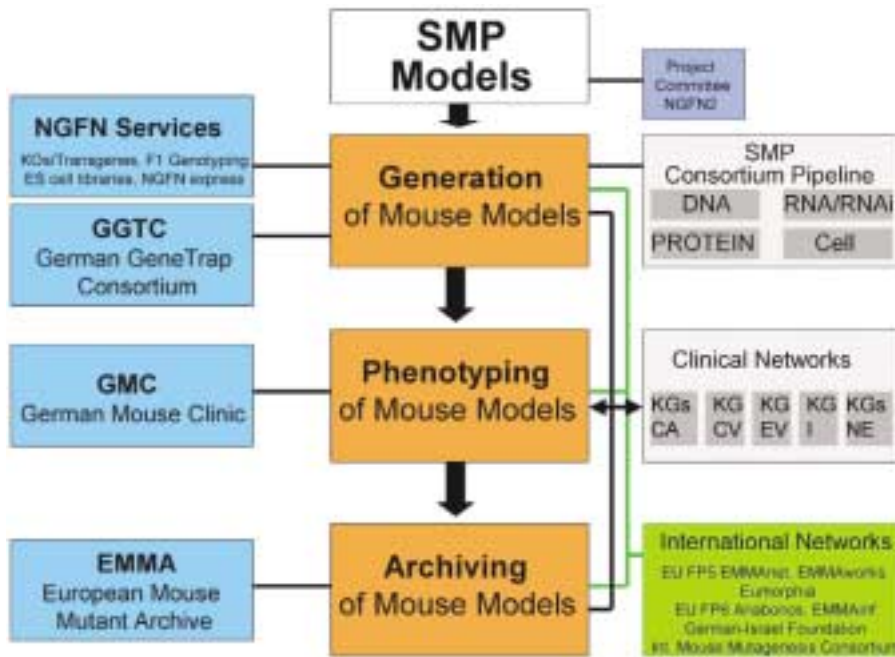 SMP
Models
Project
Committee
NGFN2
NGFN Services
KOs/Transgenes, F1 Genotyping
ES cell libraries, NGFN express
GGTC
German GeneTrap
Consortium
Generation
of Mouse Models
SMP
Consortium Pipeline
DNA
RNA/RNAi
PROTEIN
Cell
GMC
German Mouse Clinic
Phenotyping
of Mouse Models
Clinical Networks
KGs
CA
KG
CV
KG
EV
KG
I
KGs
NE
EMMA
European Mouse
Mutant Archive
Archiving
of Mouse Models
International Networks
EU FP5 EMMAnet, EMMAworks,
Eumorphia
EU FP6 EMMAinf
German-Israel Foundation
Int. Mouse Mutagenesis Consortium